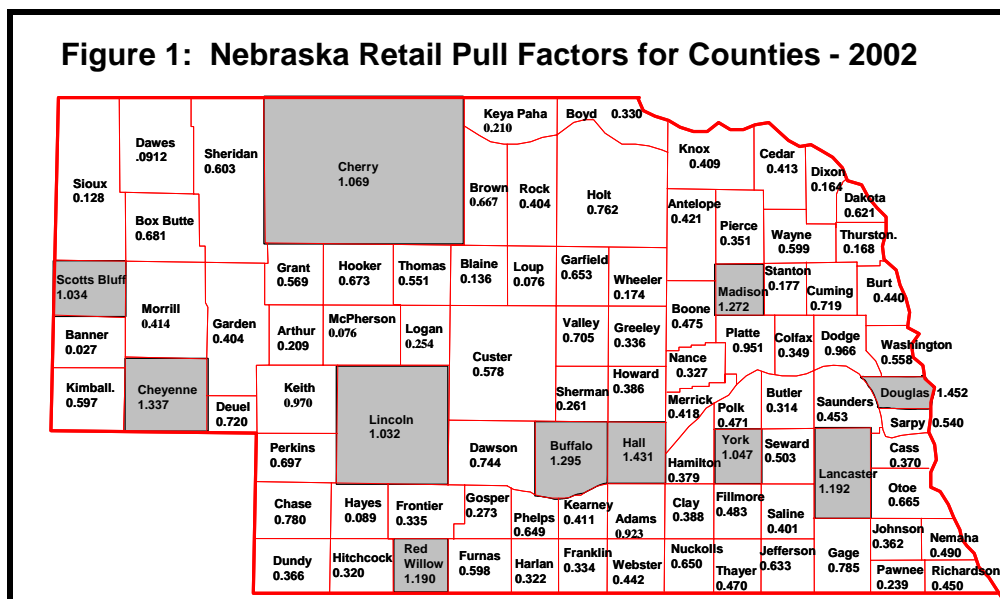 Figure 1: Nebraska Retail Pull Factors for Counties - 2002
Sioux
0.128
Dawes
.0912
Sheridan
0.603
Box Butte
0.681
Cherry
1.069
Keya Paha
0.210
Boyd 0.330
Brown
0.667
Rock
0.404
Holt
0.762
Knox
0.409
Cedar
0.413
Dixon
0.164
Dakota
0.621
Antelope
0.421
Pierce
0.351
Wayne
0.599
Thurston.
0.168
Scotts Bluff
1.034
Morrill
0.414
Garden
0.404
Grant
0.569
Hooker
0.673
Thomas
0.551
Blaine
0.136
Loup
0.076
Garfield
0.653
Wheeler
0.174
Madison
1.272
Stanton
0.177
Cuming
0.719
Burt
0.440
Boone
0.475
Banner
0.027
Arthur
0.209
McPherson
0.076
Logan
0.254
Custer
0.578
Valley
0.705
Greeley
0.336
Platte
0.951
Colfax
0.349
Dodge
0.966
Washington
0.558
Nance
0.327
Kimball.
0.597
Cheyenne
1.337
Deuel
0.720
Keith
0.970
Lincoln
1.032
Sherman
0.261
Howard
0.386
Merrick
0.418
Polk
0.471
Butler
0.314
Saunders
0.453
Douglas 1.452
Sarpy 0.540
Perkins
0.697
Dawson
0.744
Buffalo
1.295
Hall
1.431
Hamilton
0.379
York
1.047
Seward
0.503
Lancaster
1.192
Cass
0.370
Otoe
0.665
Chase
0.780
Hayes
0.089
Frontier
0.335
Gosper
0.273
Phelps
0.649
Kearney
0.411
Adams
0.923
Clay
0.388
Fillmore
0.483
Saline
0.401
Johnson
0.362
Nemaha
0.490
Dundy
0.366
Hitchcock
0.320
Red
Willow
1.190
Furnas
0.598
Harlan
0.322
Franklin
0.334
Webster
0.442
Nuckolls
0.650
Thayer
0.470
Jefferson
0.633
Gage
0.785
Pawnee
0.239
Richardson
0.450